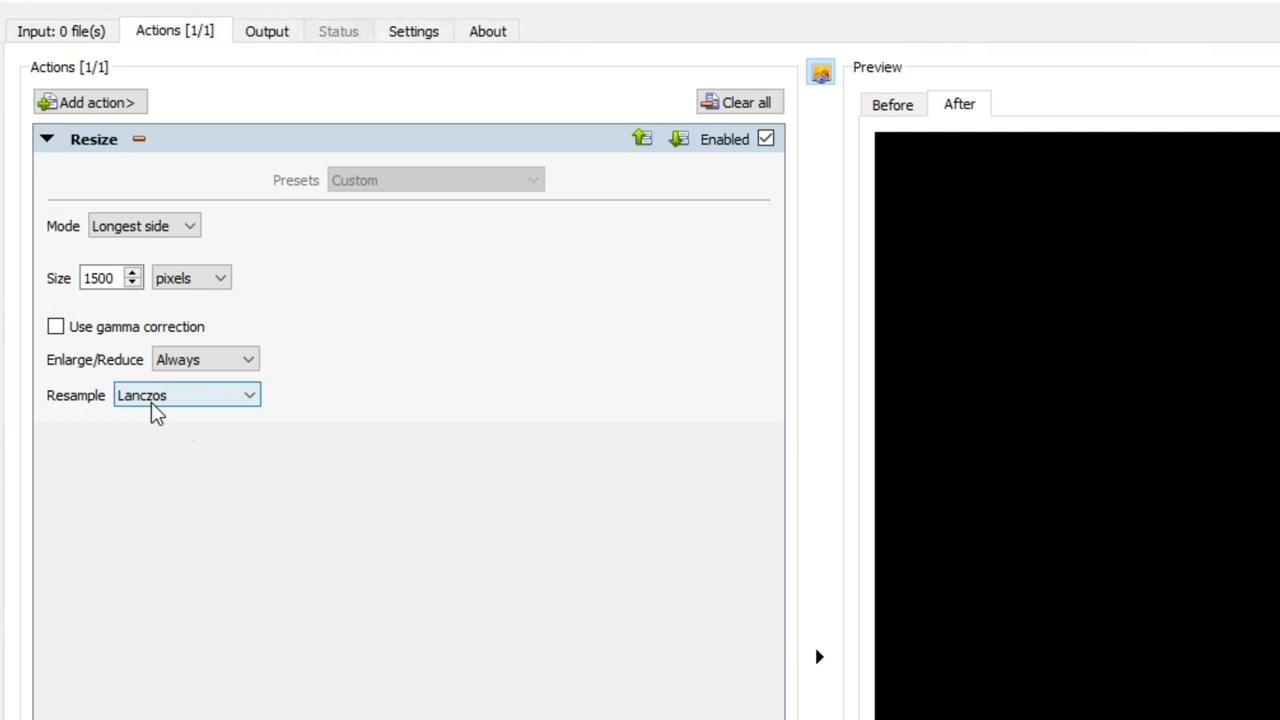 Input: 0 file(s) Actions [1/1] Output Status Settings About
Actions [1/1]
Preview
Add action>
Clear all
Before After
Resize
Enabled
Presets Custom
Mode Longest side
Size 1500 pixels
Use gamma correction
Enlarge/Reduce Always
Resample Lanczos